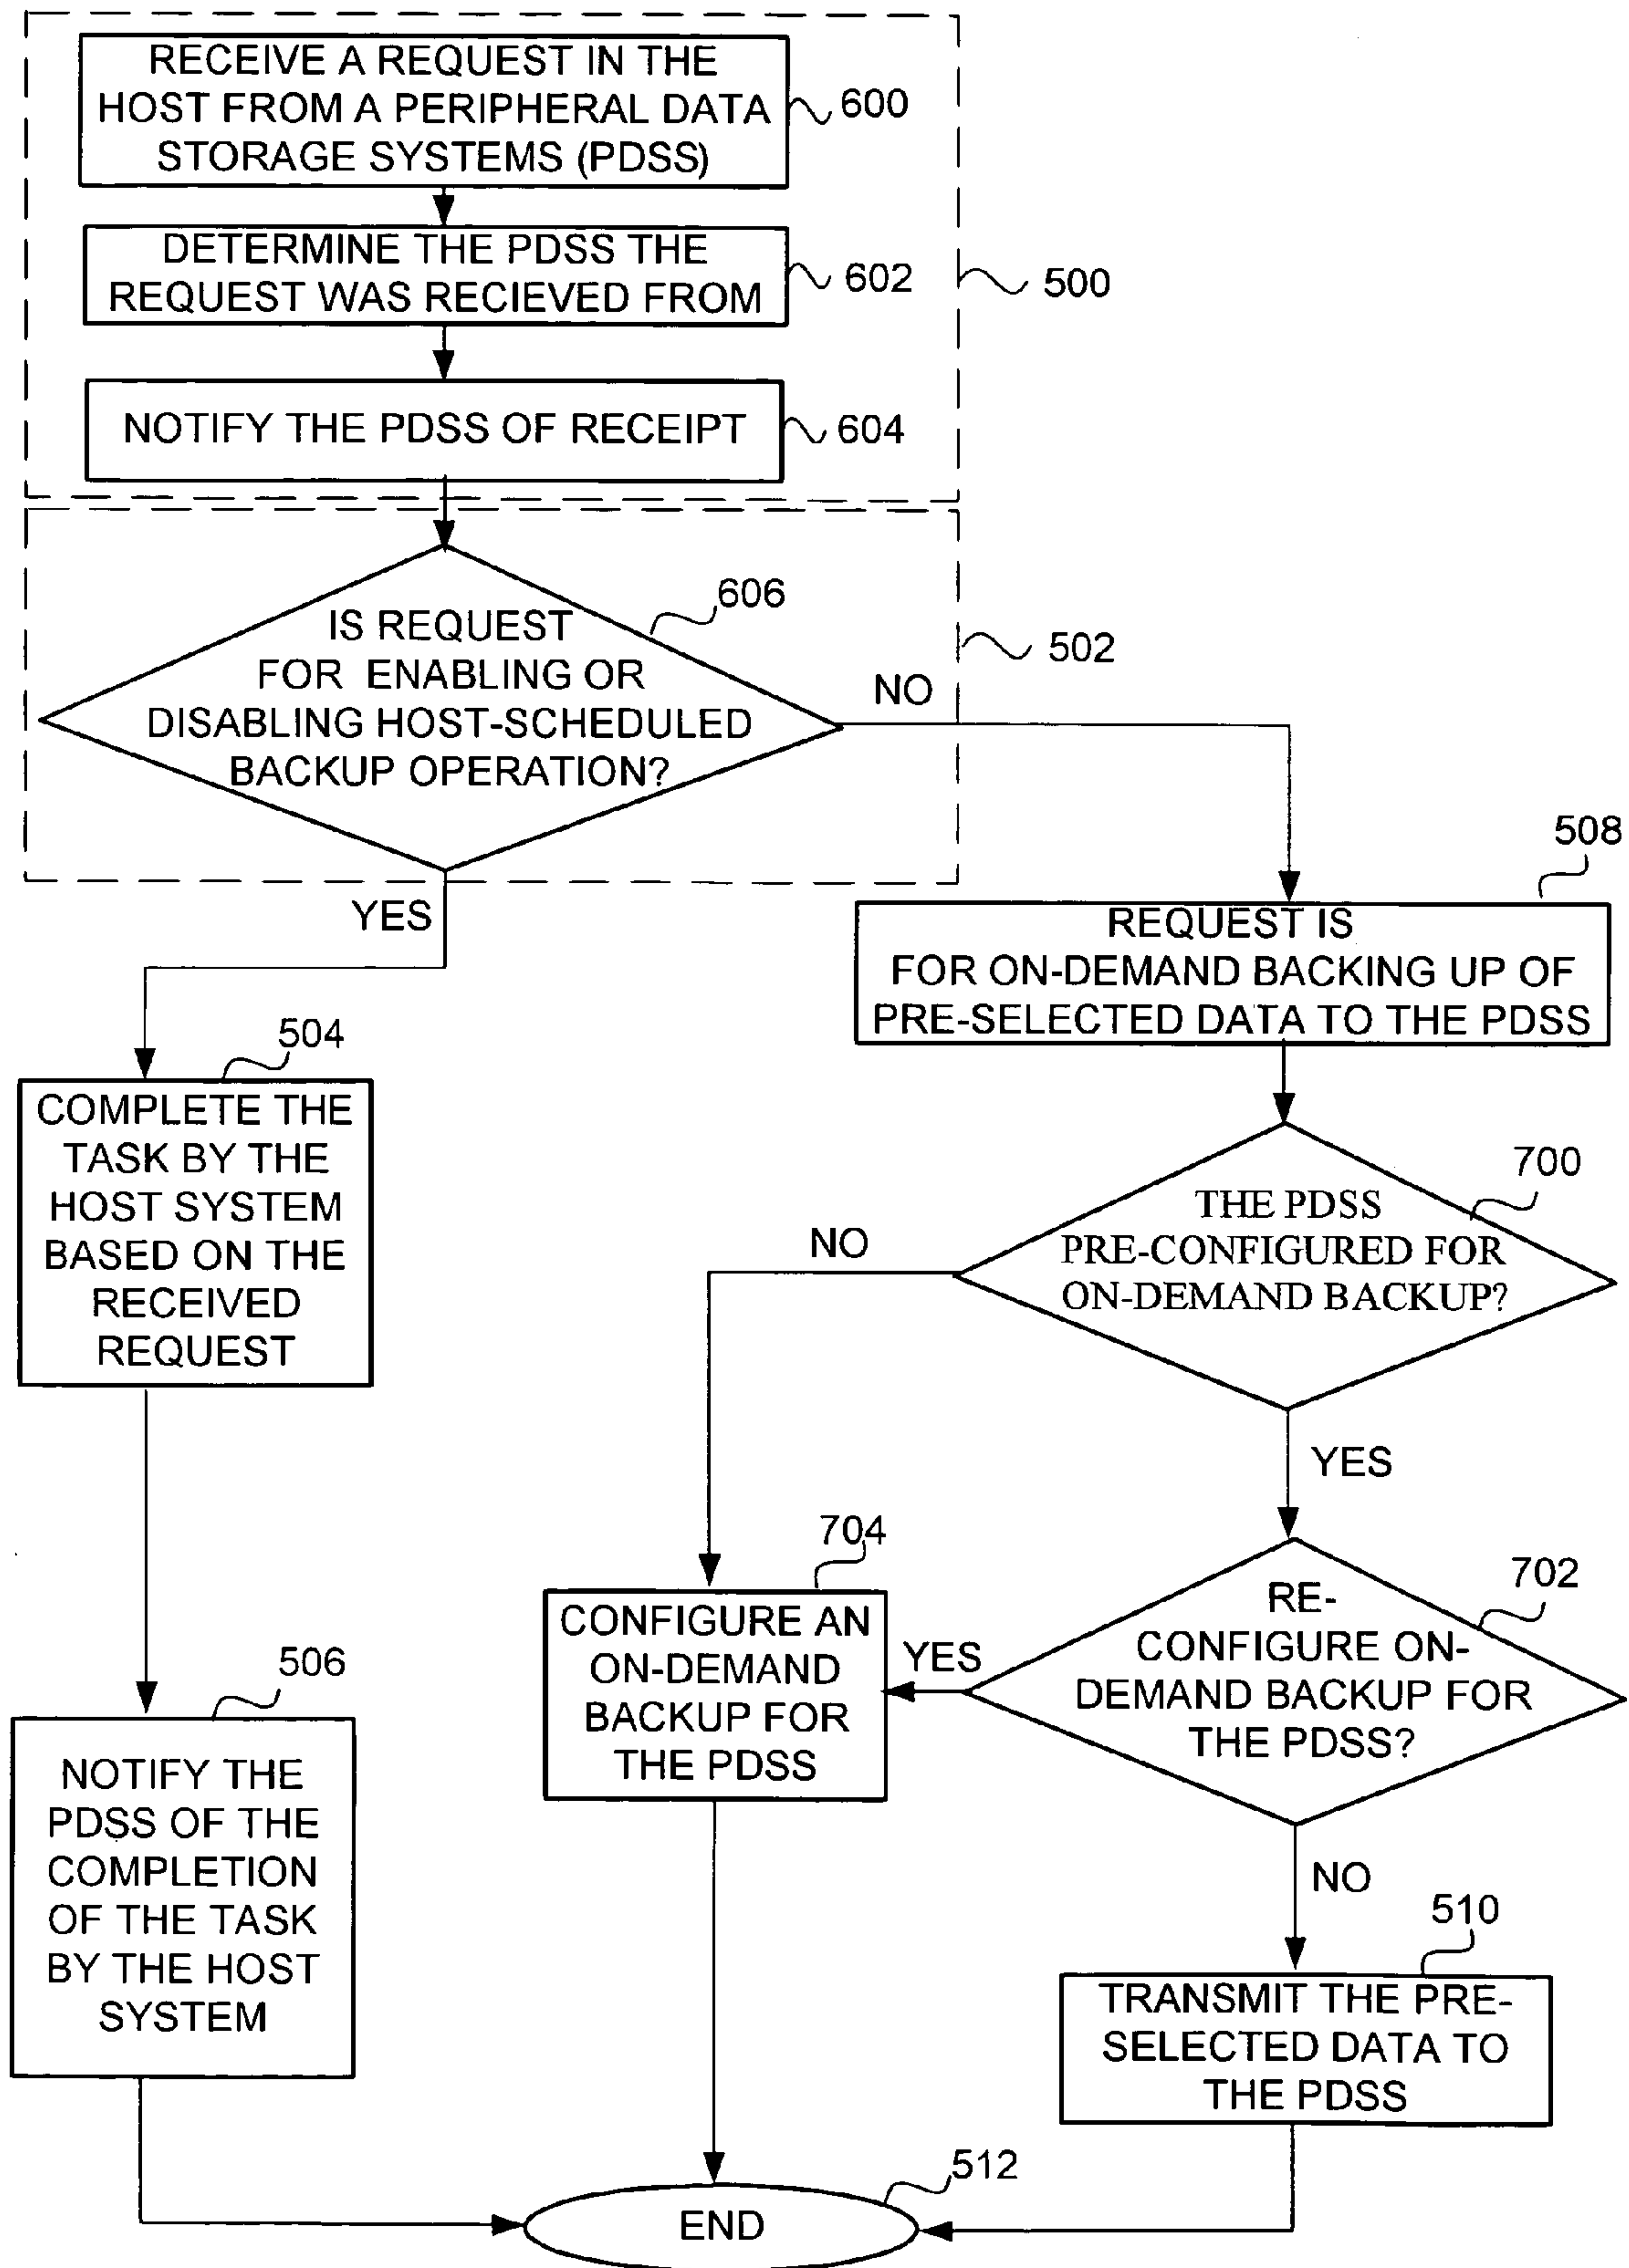 RECEIVE A REQUEST IN THE
HOST FROM A PERIPHERAL DATA
STORAGE SYSTEMS (PDSS)
600
DETERMINE THE PDSS THE
REQUEST WAS RECIEVED FROM
602
500
NOTIFY THE PDSS OF RECEIPT
604
606
IS REQUEST
FOR ENABLING OR
DISABLING HOST-SCHEDULED
BACKUP OPERATION?
502
NO
YES
508
REQUEST IS
FOR ON-DEMAND BACKING UP OF
PRE-SELECTED DATA TO THE PDSS
504
COMPLETE THE
TASK BY THE
HOST SYSTEM
BASED ON THE
RECEIVED
REQUEST
700
THE PDSS
PRE-CONFIGURED FOR
ON-DEMAND BACKUP?
NO
YES
704
CONFIGURE AN
ON-DEMAND
BACKUP FOR
THE PDSS
YES
702
RE-
CONFIGURE ON-
DEMAND BACKUP FOR
THE PDSS?
506
NOTIFY THE
PDSS OF THE
COMPLETION
OF THE TASK
BY THE HOST
SYSTEM
NO
510
TRANSMIT THE PRE-
SELECTED DATA TO
THE PDSS
512
END